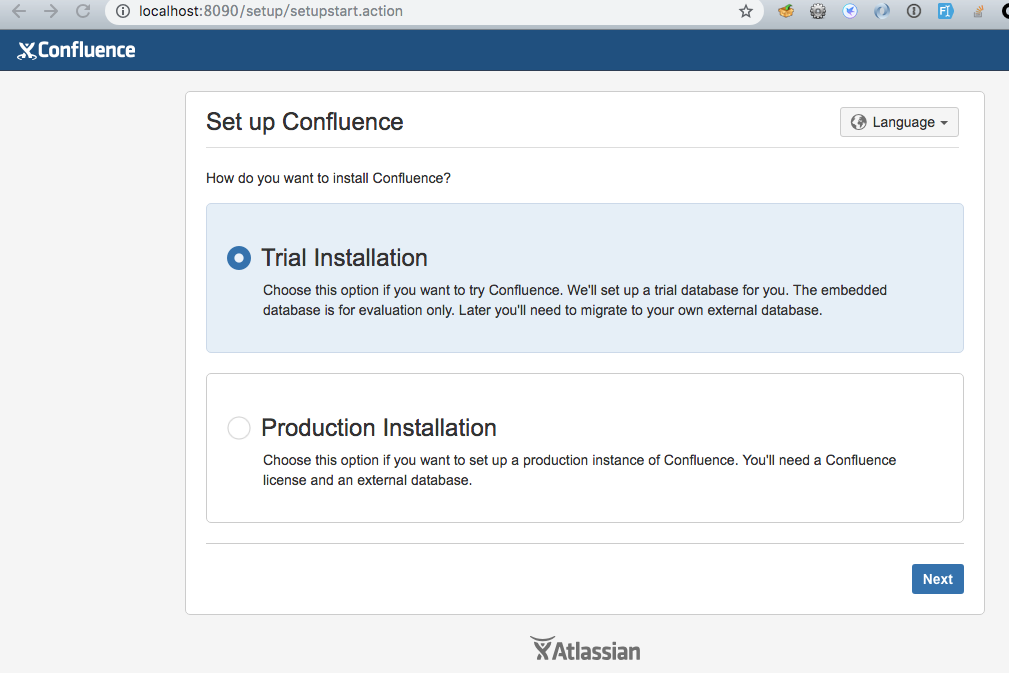 localhost:8090/setup/setupstart.action
Confluence
Set up Confluence
Language
How do you want to install Confluence?
Trial Installation
Choose this option if you want to try Confluence. We'll set up a trial database for you. The embedded
database is for evaluation only. Later you'll need to migrate to your own external database.
Production Installation
Choose this option if you want to set up a production instance of Confluence. You'll need a Confluence
license and an external database.
Next
Atlassian